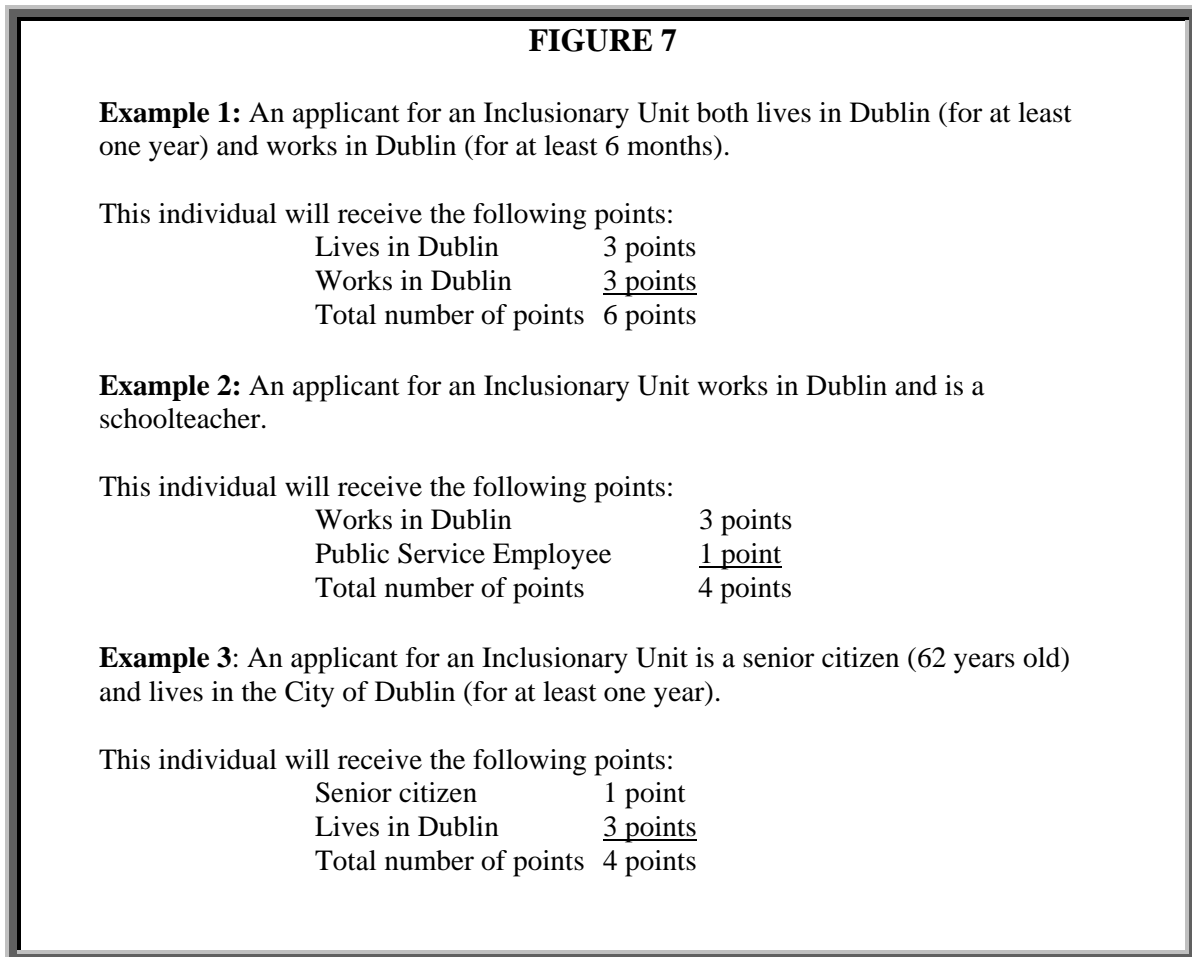 FIGURE 7
Example 1: An applicant for an Inclusionary Unit both lives in Dublin (for at least
one year) and works in Dublin (for at least 6 months).
This individual will receive the following points:
Lives in Dublin 3 points
Works in Dublin 3 points
Total number of points 6 points
Example 2: An applicant for an Inclusionary Unit works in Dublin and is a
schoolteacher.
This individual will receive the following points:
Works in Dublin 3 points
Public Service Employee 1 point
Total number of points 4 points
Example 3: An applicant for an Inclusionary Unit is a senior citizen (62 years old)
and lives in the City of Dublin (for at least one year).
This individual will receive the following points:
Senior citizen 1 point
Lives in Dublin 3 points
Total number of points 4 points